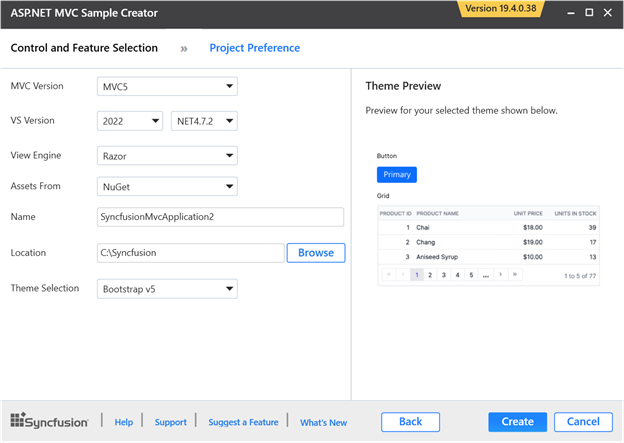 ASP.NET MVC Sample Creator
Version 19.4.0.38
Control and Feature Selection » Project Preference
MVC Version MVC5
VS Version 2022 NET4.7.2
View Engine Razor
Assets From NuGet
Name SyncfusionMvcApplication2
Location C:\Syncfusion Browse
Theme Selection Bootstrap v5
Theme Preview
Preview for your selected theme shown below.
Button
Primary
Grid
PRODUCT ID PRODUCT NAME UNIT PRICE UNITS IN STOCK
1 Chai $18.00 39
2 Chang $19.00 17
3 Aniseed Syrup $10.00 13
« ‹ 1 2 3 4 5 ... › » 1 to 5 of 77
Syncfusion | Help | Support | Suggest a Feature | What's New
Back Create Cancel